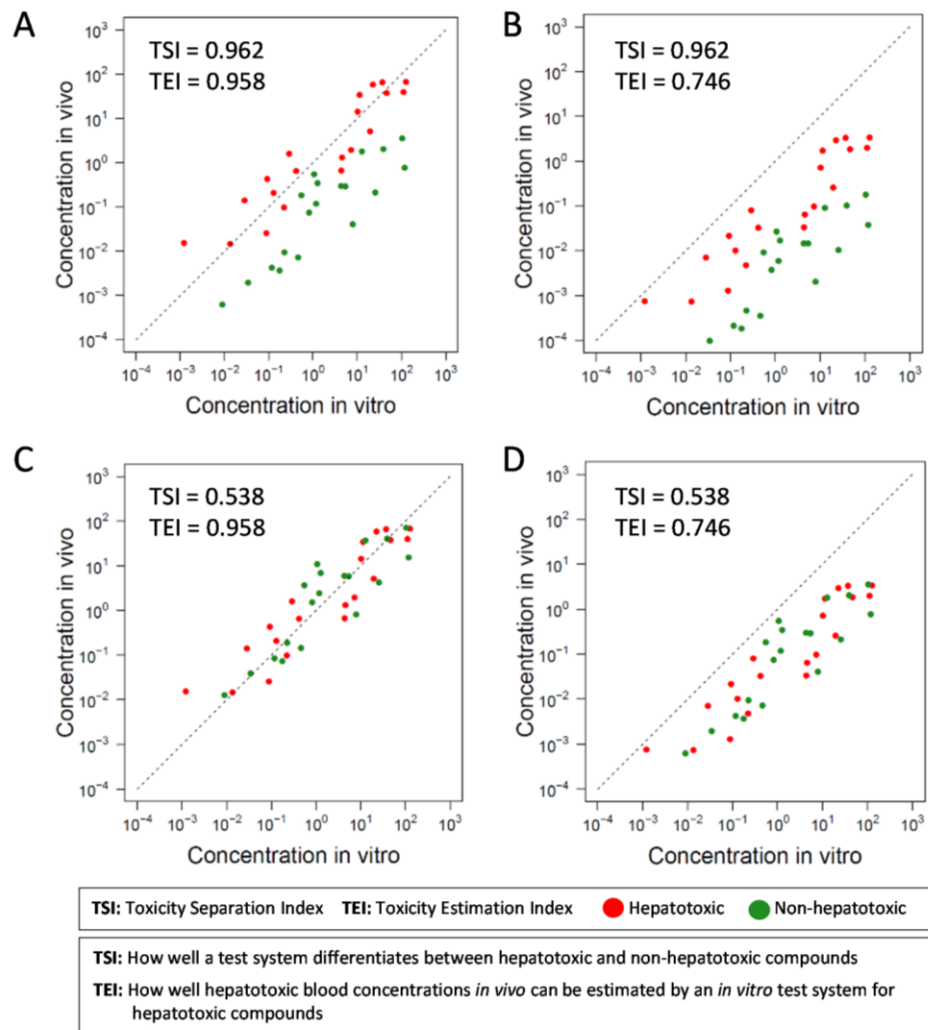 A
TSI = 0.962
TEI = 0.958
Concentration in vivo
10³
10²
10¹
10⁰
10⁻¹
10⁻²
10⁻³
10⁻⁴
10⁻⁴ 10⁻³ 10⁻² 10⁻¹ 10⁰ 10¹ 10² 10³
Concentration in vitro
B
TSI = 0.962
TEI = 0.746
Concentration in vivo
10³
10²
10¹
10⁰
10⁻¹
10⁻²
10⁻³
10⁻⁴
10⁻⁴ 10⁻³ 10⁻² 10⁻¹ 10⁰ 10¹ 10² 10³
Concentration in vitro
C
TSI = 0.538
TEI = 0.958
Concentration in vivo
10³
10²
10¹
10⁰
10⁻¹
10⁻²
10⁻³
10⁻⁴
10⁻⁴ 10⁻³ 10⁻² 10⁻¹ 10⁰ 10¹ 10² 10³
Concentration in vitro
D
TSI = 0.538
TEI = 0.746
Concentration in vivo
10³
10²
10¹
10⁰
10⁻¹
10⁻²
10⁻³
10⁻⁴
10⁻⁴ 10⁻³ 10⁻² 10⁻¹ 10⁰ 10¹ 10² 10³
Concentration in vitro
TSI: Toxicity Separation Index TEI: Toxicity Estimation Index Hepatotoxic Non-hepatotoxic
TSI: How well a test system differentiates between hepatotoxic and non-hepatotoxic compounds
TEI: How well hepatotoxic blood concentrations in vivo can be estimated by an in vitro test system for
hepatotoxic compounds